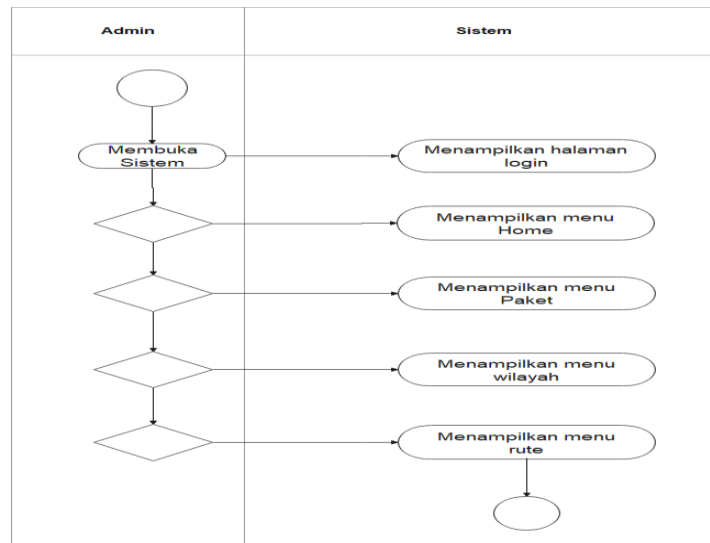 Admin
Sistem
Membuka
Sistem
Menampilkan halaman
login
Menampilkan menu
Home
Menampilkan menu
Paket
Menampilkan menu
wilayah
Menampilkan menu
rute